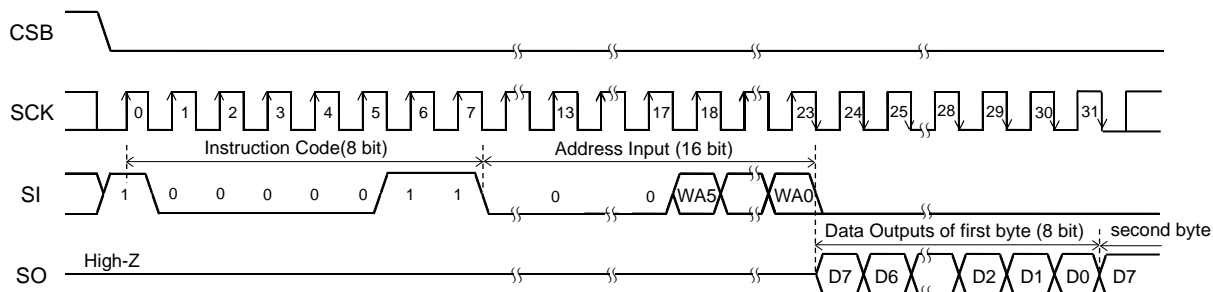 CSB
SCK 0 1 2 3 4 5 6 7 13 17 18 23 24 25 28 29 30 31
Instruction Code(8 bit) Address Input (16 bit)
SI 1 0 0 0 0 0 1 1 0 0 WA5 WA0
Data Outputs of first byte (8 bit) second byte
High-Z
SO D7 D6 D2 D1 D0 D7